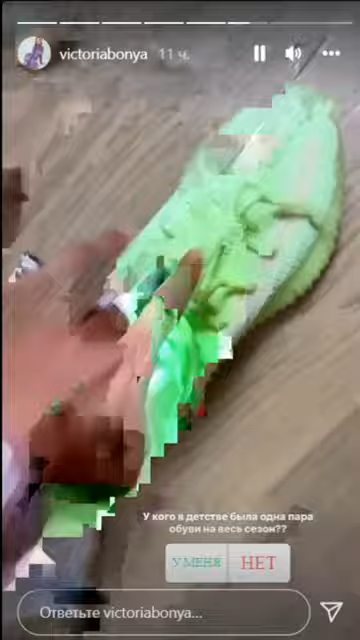 victoriabonya 11 ч.
У кого в детстве была одна пара
обуви на весь сезон??
У МЕНЯ НЕТ
Ответьте victoriabonya...